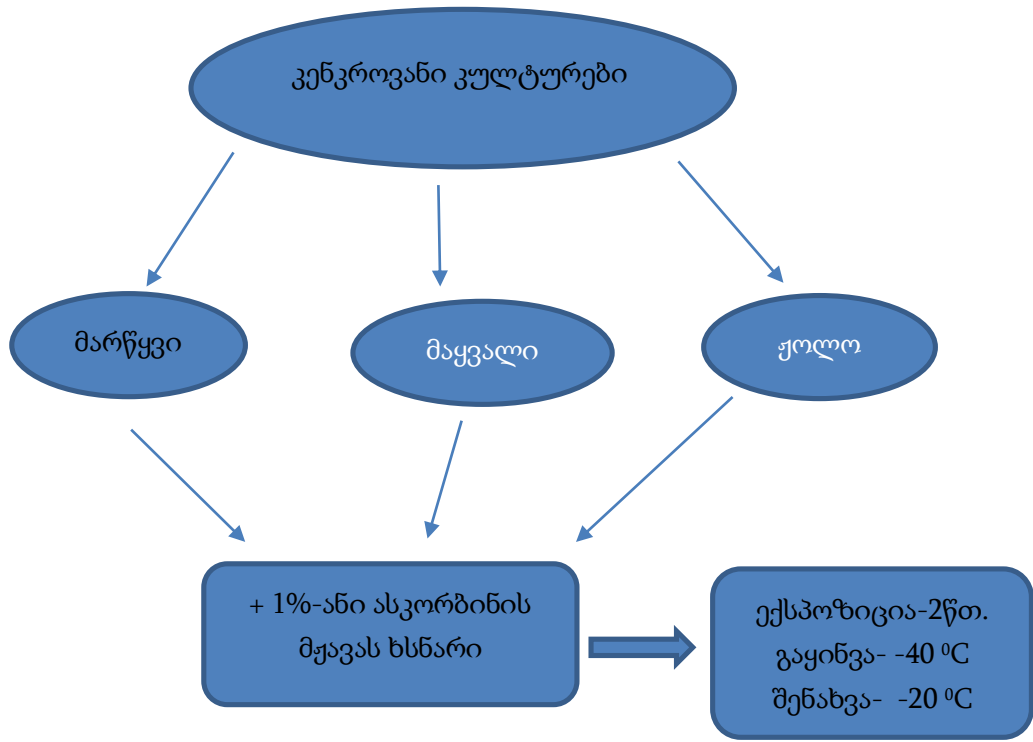 კენკროვანი კულტურები
მარწყვი
მაყვალი
ჟოლო
+ 1%-ანი ასკორბინის
მჟავას ხსნარი
ექსპოზიცია-2წთ.
გაყინვა- -40 ⁰C
შენახვა- -20 ⁰C